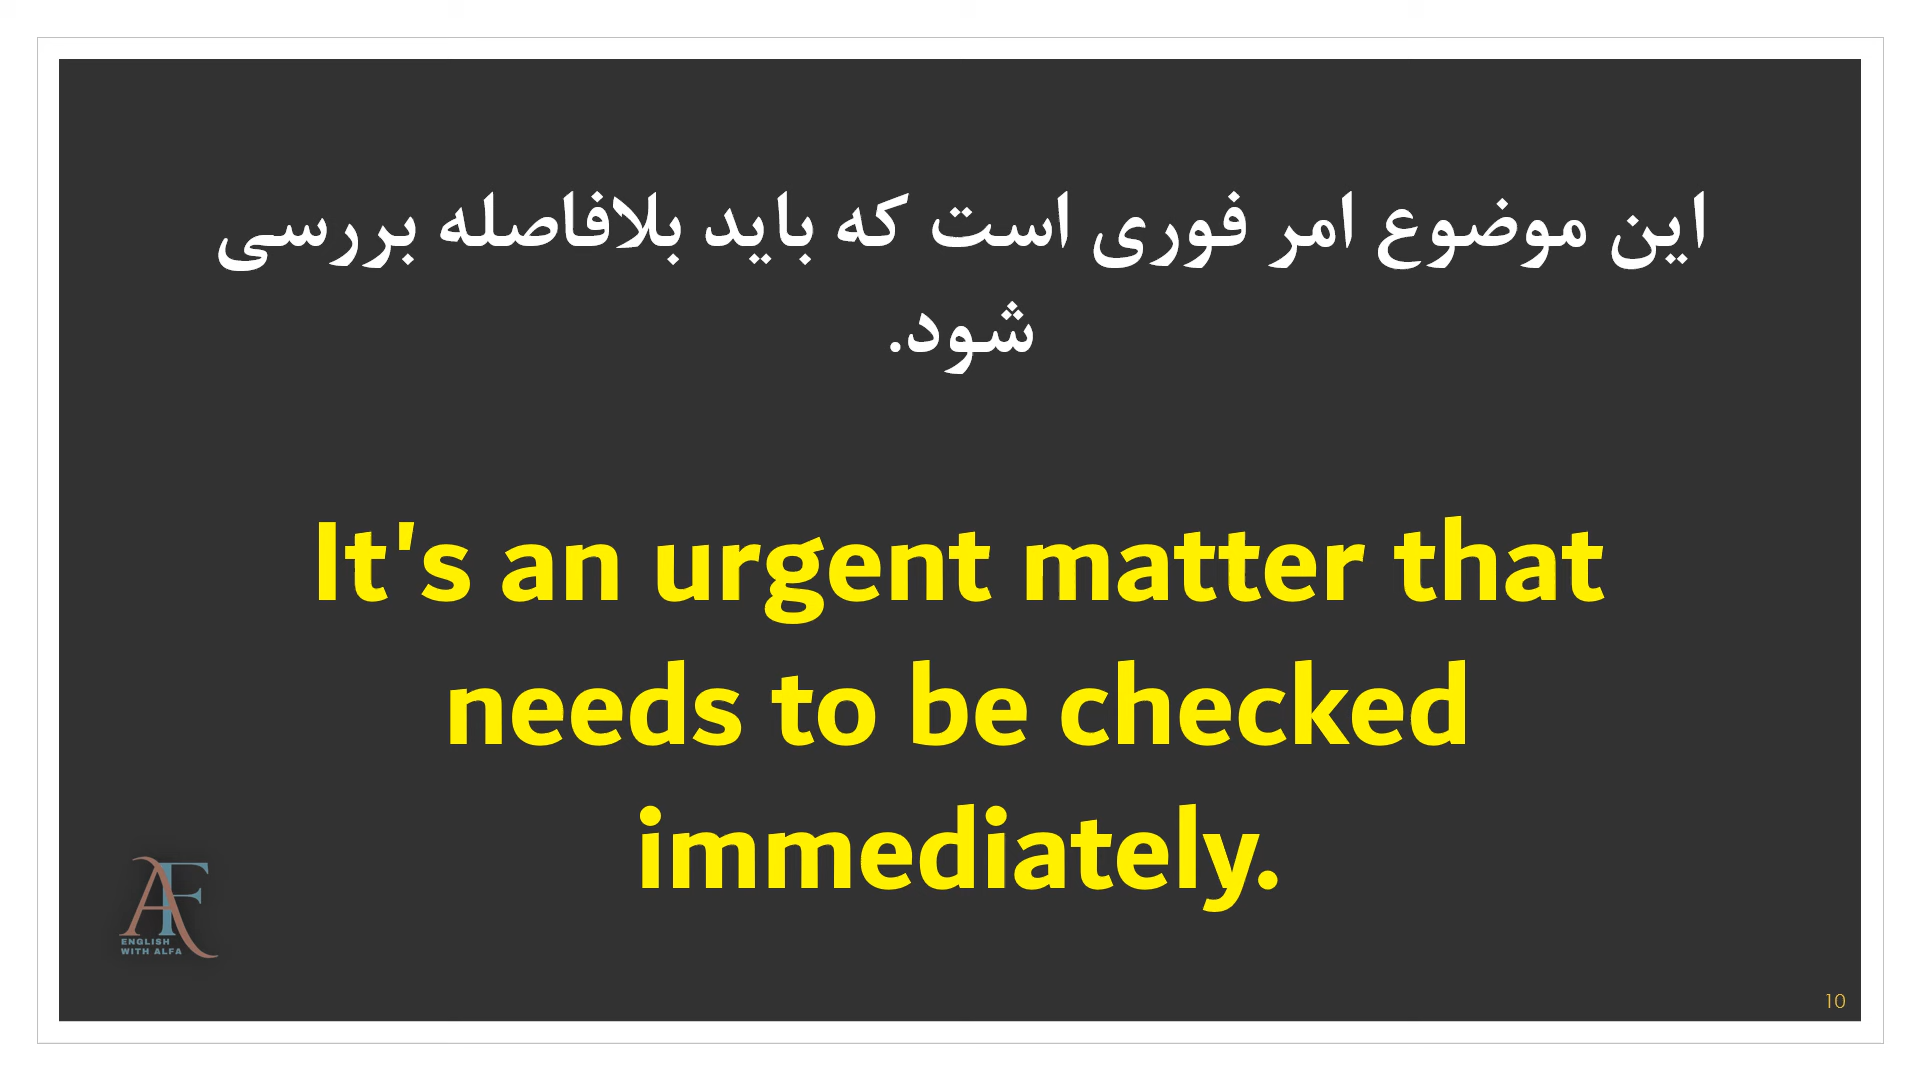 این موضوع امر فوری است که باید بلافاصله بررسی
شود.
It's an urgent matter that
needs to be checked
immediately.
AF
ENGLISH
WITH ALFA
10